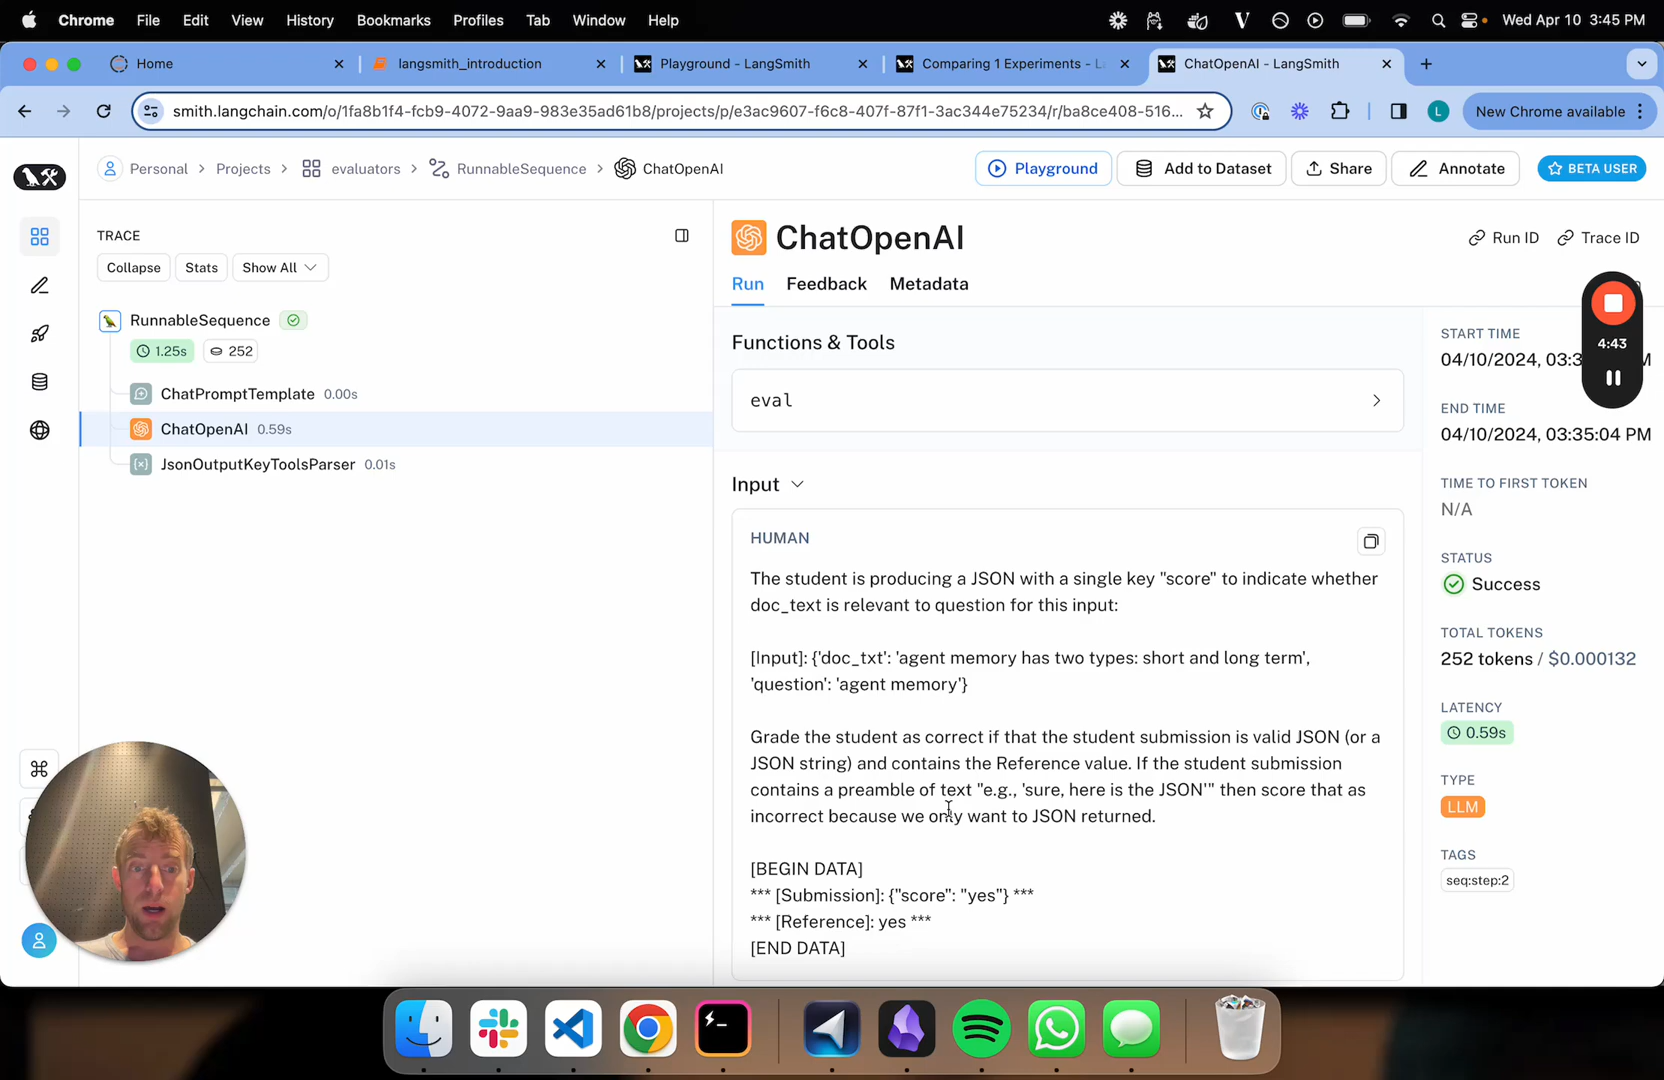 Chrome File Edit View History Bookmarks Profiles Tab Window Help Wed Apr 10 3:45 PM
Home langsmith_introduction Playground - LangSmith Comparing 1 Experiments - ChatOpenAI - LangSmith
smith.langchain.com/o/1fa8b1f4-fcb9-4072-9aa9-983e35ad61b8/projects/p/e3ac9607-f6c8-407f-87f1-3ac344e75234/r/ba8ce408-516... L New Chrome available
Personal Projects evaluators RunnableSequence ChatOpenAI Playground Add to Dataset Share Annotate BETA USER
TRACE
Collapse Stats Show All
RunnableSequence
1.25s 252
ChatPromptTemplate 0.00s
ChatOpenAI 0.59s
JsonOutputKeyToolsParser 0.01s
ChatOpenAI Run ID Trace ID
Run Feedback Metadata
Functions & Tools
eval
Input
HUMAN
The student is producing a JSON with a single key "score" to indicate whether
doc_text is relevant to question for this input:
[Input]: {'doc_txt': 'agent memory has two types: short and long term',
'question': 'agent memory'}
Grade the student as correct if that the student submission is valid JSON (or a
JSON string) and contains the Reference value. If the student submission
contains a preamble of text "e.g., 'sure, here is the JSON'" then score that as
incorrect because we only want to JSON returned.
[BEGIN DATA]
*** [Submission]: {"score": "yes"} ***
*** [Reference]: yes ***
[END DATA]
START TIME
04/10/2024, 03:3
END TIME
04/10/2024, 03:35:04 PM
TIME TO FIRST TOKEN
N/A
STATUS
Success
TOTAL TOKENS
252 tokens / $0.000132
LATENCY
0.59s
TYPE
LLM
TAGS
seq:step:2
4:43